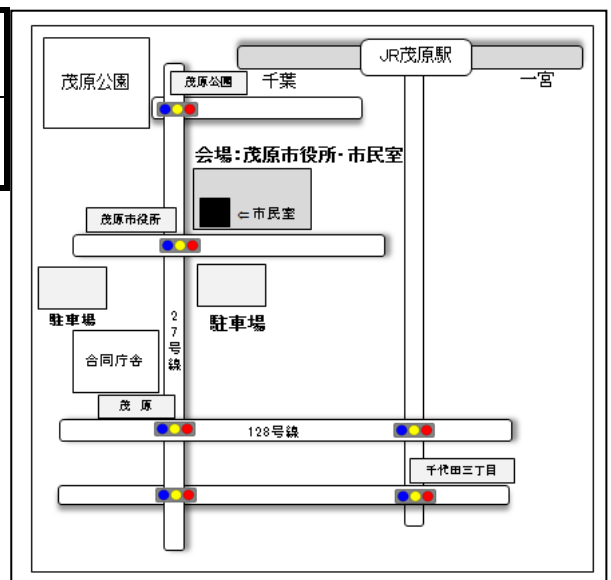 JR茂原駅
茂原公園
茂原公園
千葉
一宮
会場:茂原市役所・市民室
⇐市民室
茂原市役所
駐車場
駐車場
27号線
合同庁舎
茂 原
128号線
千代田三丁目